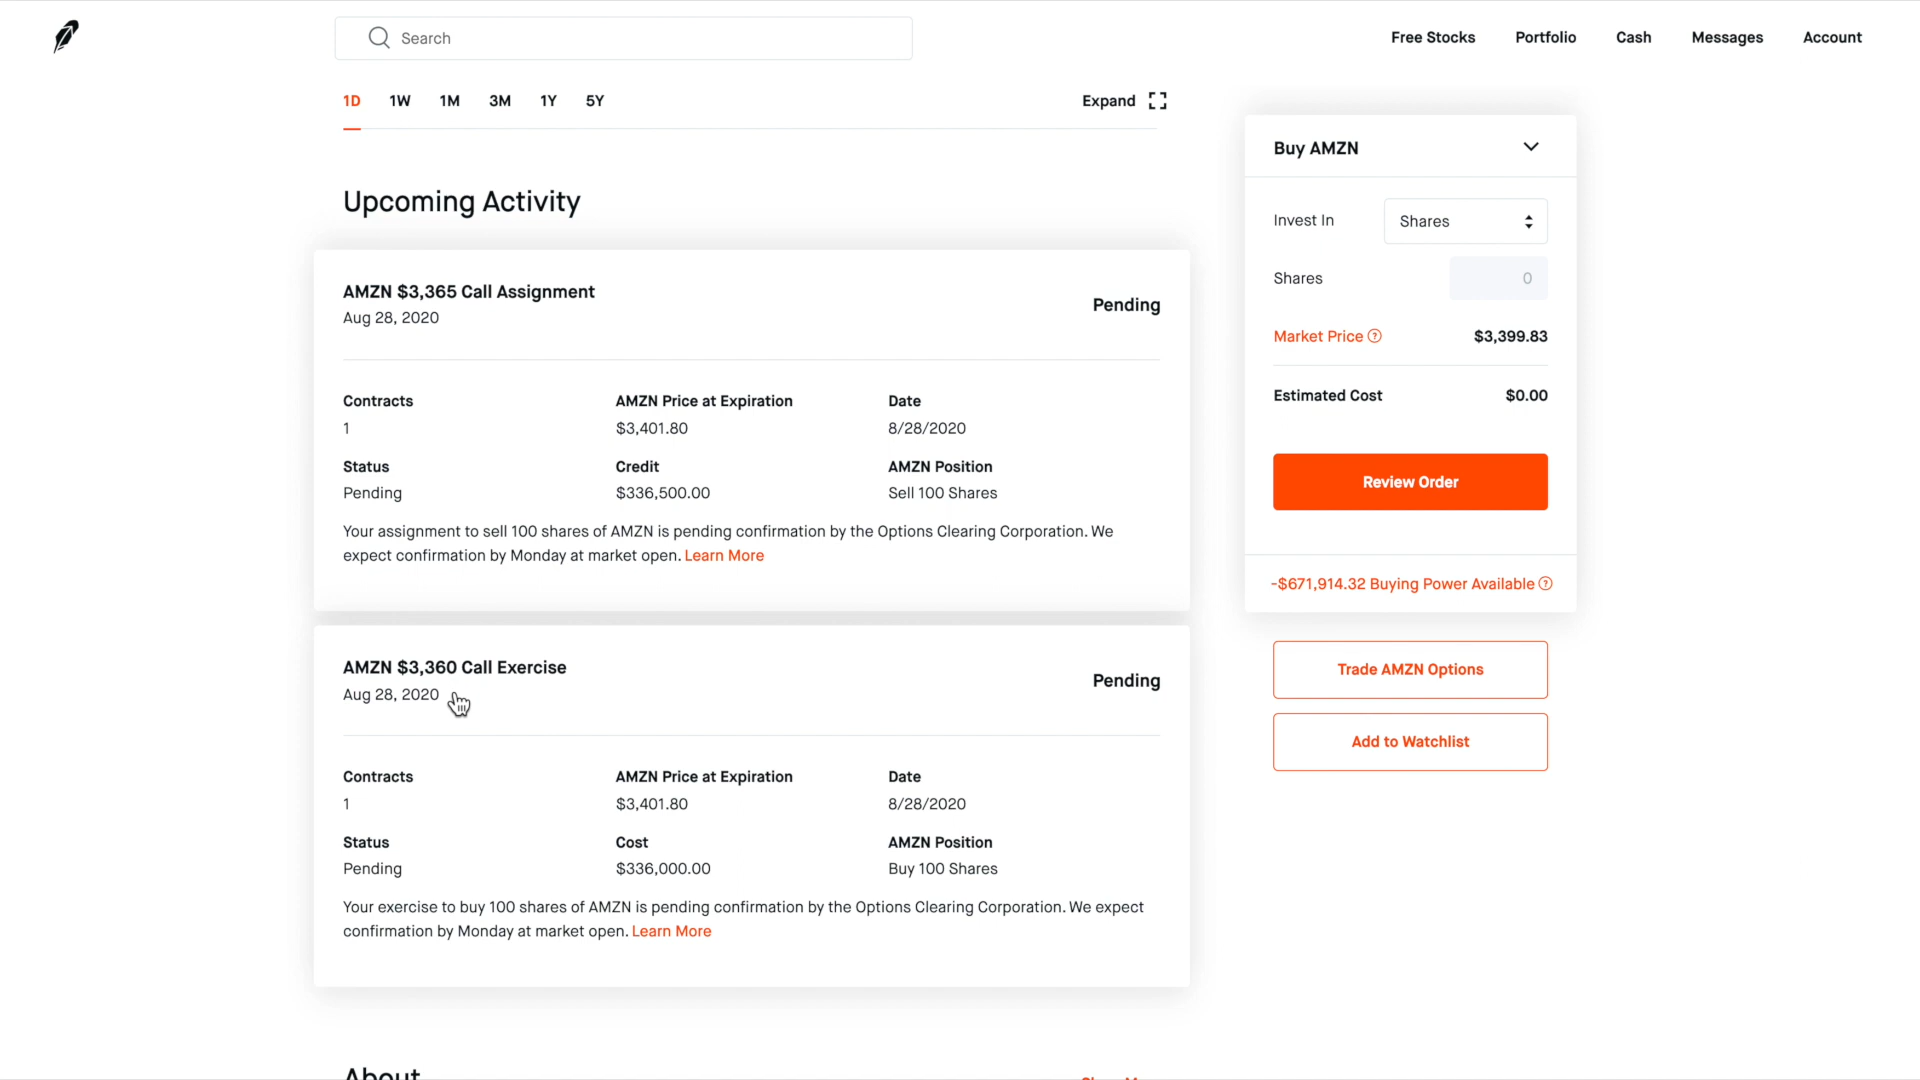 Search
Free Stocks
Portfolio
Cash
Messages
Account
1D
1W
1M
3M
1Y
5Y
Expand
Upcoming Activity
AMZN $3,365 Call Assignment
Aug 28, 2020
Pending
Contracts
AMZN Price at Expiration
Date
1
$3,401.80
8/28/2020
Status
Credit
AMZN Position
Pending
$336,500.00
Sell 100 Shares
Your assignment to sell 100 shares of AMZN is pending confirmation by the Options Clearing Corporation. We
expect confirmation by Monday at market open. Learn More
AMZN $3,360 Call Exercise
Aug 28, 2020
Pending
Contracts
AMZN Price at Expiration
Date
1
$3,401.80
8/28/2020
Status
Cost
AMZN Position
Pending
$336,000.00
Buy 100 Shares
Your exercise to buy 100 shares of AMZN is pending confirmation by the Options Clearing Corporation. We expect
confirmation by Monday at market open. Learn More
About
Buy AMZN
Invest In
Shares
Shares
0
Market Price
$3,399.83
Estimated Cost
$0.00
Review Order
-$671,914.32 Buying Power Available
Trade AMZN Options
Add to Watchlist